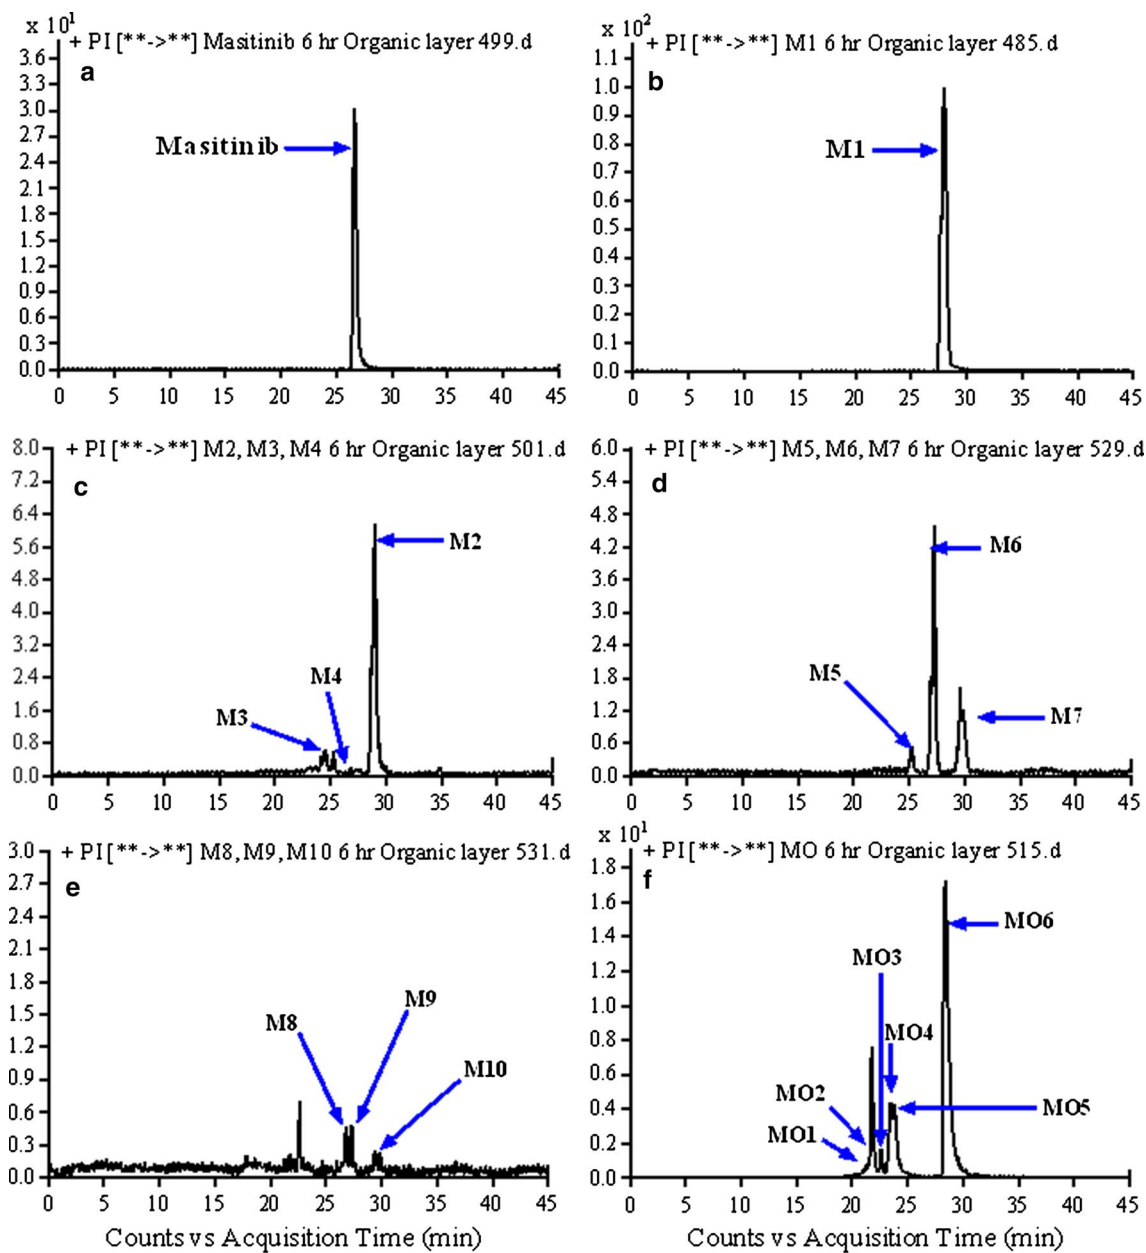 x 10¹
+ PI [**->**] Masitinib 6 hr Organic layer 499.d
a
3.6
3.3
3.0
2.7
2.4
2.1
1.8
1.5
1.2
0.9
0.6
0.3
0.0
Masitinib
0 5 10 15 20 25 30 35 40 45
x 10²
+ PI [**->**] M1 6 hr Organic layer 485.d
b
1.1
1.0
0.9
0.8
0.7
0.6
0.5
0.4
0.3
0.2
0.1
0.0
M1
0 5 10 15 20 25 30 35 40 45
+ PI [**->**] M2, M3, M4 6 hr Organic layer 501.d
c
8.0
7.2
6.4
5.6
4.8
4.0
3.2
2.4
1.6
0.8
0.0
M2
M4
M3
0 5 10 15 20 25 30 35 40 45
+ PI [**->**] M5, M6, M7 6 hr Organic layer 529.d
d
6.0
5.4
4.8
4.2
3.6
3.0
2.4
1.8
1.2
0.6
0.0
M6
M5
M7
0 5 10 15 20 25 30 35 40 45
+ PI [**->**] M8, M9, M10 6 hr Organic layer 531.d
e
3.0
2.7
2.4
2.1
1.8
1.5
1.2
0.9
0.6
0.3
0.0
M9
M8
M10
0 5 10 15 20 25 30 35 40 45
Counts vs Acquisition Time (min)
x 10¹
+ PI [**->**] MO 6 hr Organic layer 515.d
f
1.6
1.4
1.2
1.0
0.8
0.6
0.4
0.2
0.0
MO6
MO3
MO4
MO2
MO5
MO1
0 5 10 15 20 25 30 35 40 45
Counts vs Acquisition Time (min)